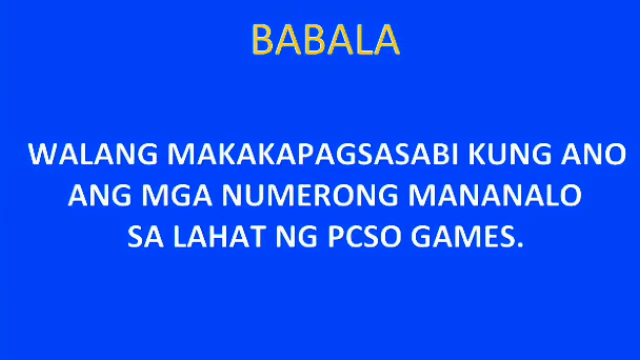 BABALA
WALANG MAKAKAPAGSASABI KUNG ANO
ANG MGA NUMERONG MANANALO
SA LAHAT NG PCSO GAMES.